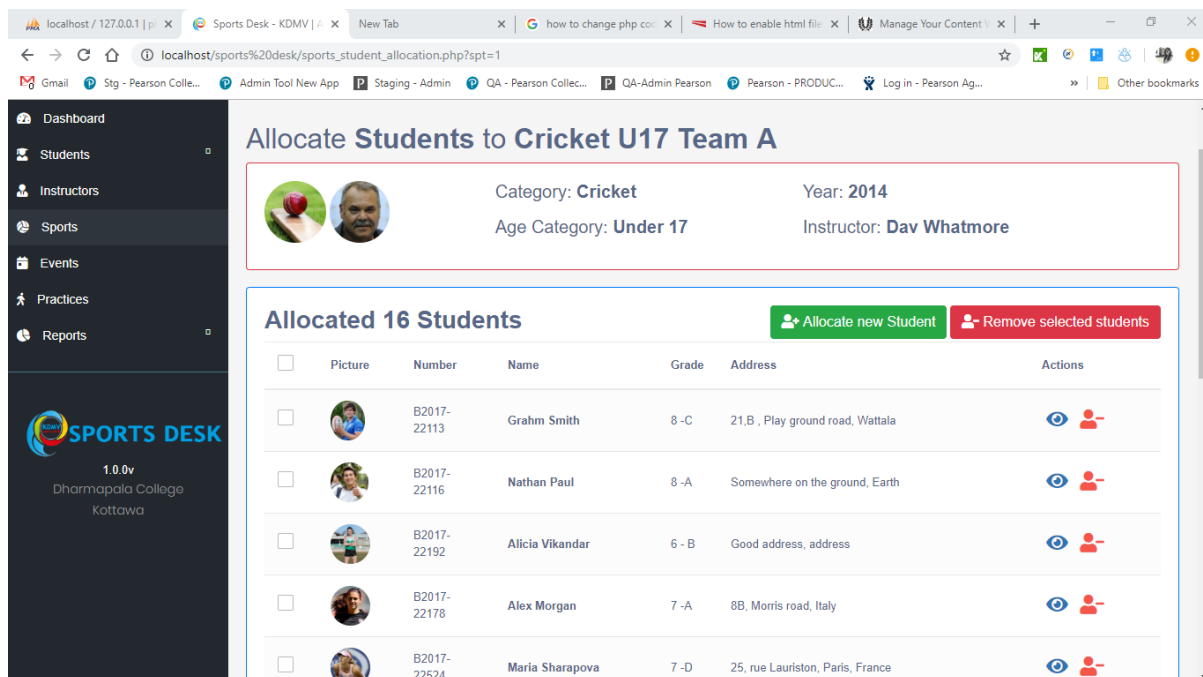 localhost / 127.0.0.1 | p
Sports Desk - KDMV | A
New Tab
how to change php coc
How to enable html file
Manage Your Content V
localhost/sports%20desk/sports_student_allocation.php?spt=1
Gmail
Stg - Pearson Colle...
Admin Tool New App
Staging - Admin
QA - Pearson Collec...
QA-Admin Pearson
Pearson - PRODUC...
Log in - Pearson Ag...
»
Other bookmarks
Dashboard
Students
Instructors
Sports
Events
Practices
Reports
KDMV
SPORTS DESK
1.0.0v
Dharmapala College
Kottawa
Allocate Students to Cricket U17 Team A
Category: Cricket Year: 2014
Age Category: Under 17 Instructor: Dav Whatmore
Allocated 16 Students Allocate new Student Remove selected students
Picture Number Name Grade Address Actions
B2017-
22113 Grahm Smith 8 -C 21,B , Play ground road, Wattala
B2017-
22116 Nathan Paul 8 -A Somewhere on the ground, Earth
B2017-
22192 Alicia Vikandar 6 - B Good address, address
B2017-
22178 Alex Morgan 7 -A 8B, Morris road, Italy
B2017-
22524 Maria Sharapova 7 -D 25, rue Lauriston, Paris, France